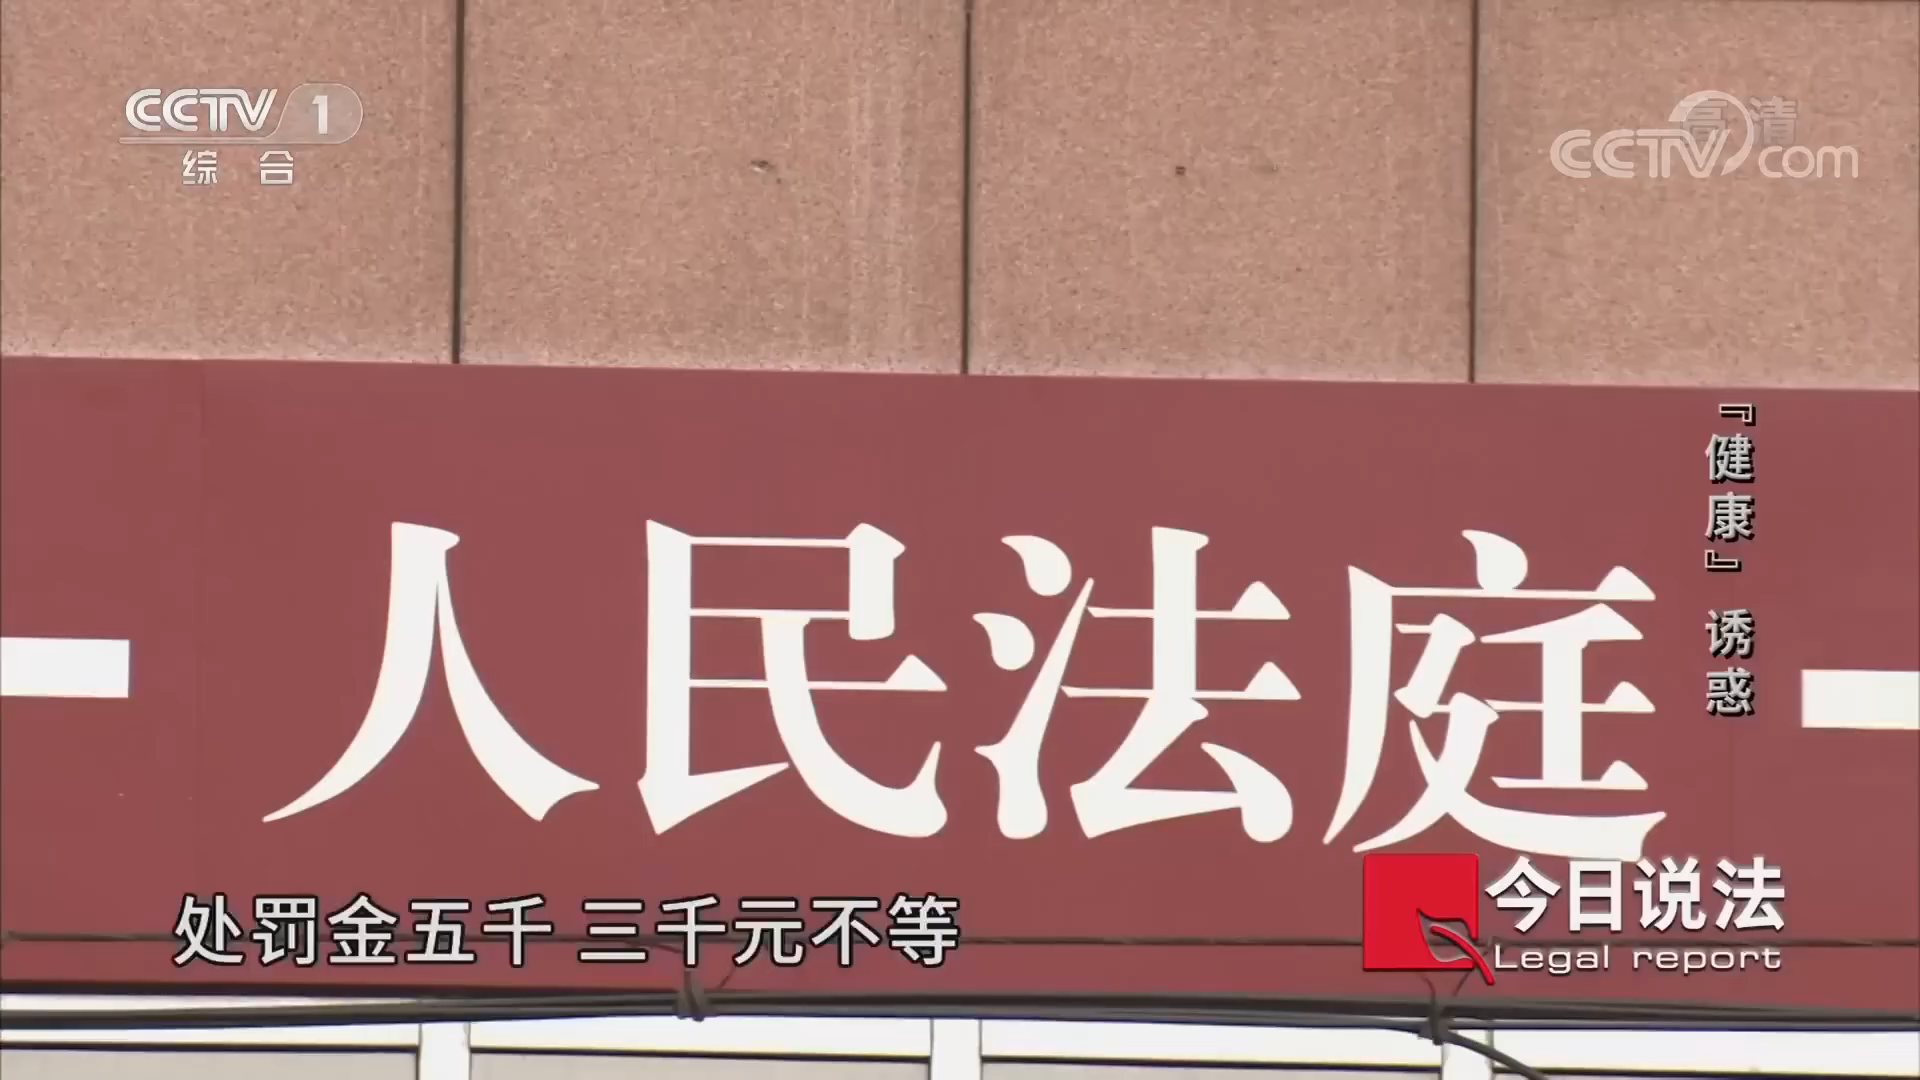 CCTV 1
综合
高清
CCTV com
『健康』诱惑
人民法庭
处罚金五千 三千元不等
今日说法
Legal report